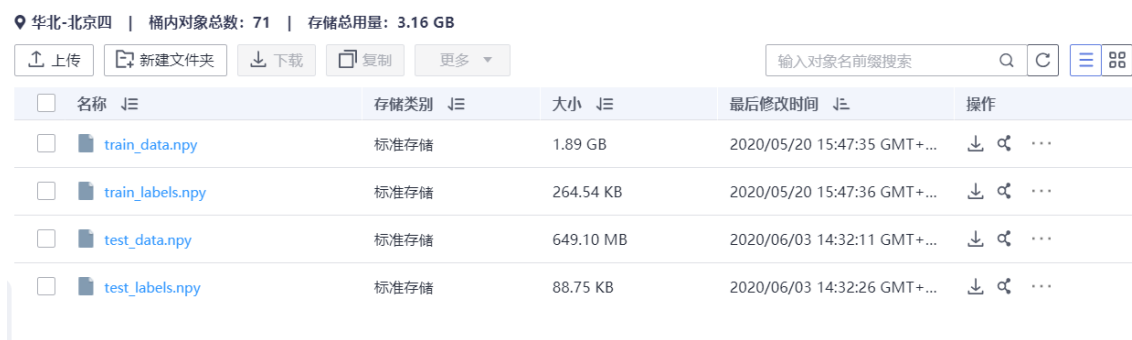 华北-北京四 | 桶内对象总数：71 | 存储总用量：3.16 GB
上传 新建文件夹 下载 复制 更多 输入对象名前缀搜索
名称 存储类别 大小 最后修改时间 操作
train_data.npy 标准存储 1.89 GB 2020/05/20 15:47:35 GMT+...
train_labels.npy 标准存储 264.54 KB 2020/05/20 15:47:36 GMT+...
test_data.npy 标准存储 649.10 MB 2020/06/03 14:32:11 GMT+...
test_labels.npy 标准存储 88.75 KB 2020/06/03 14:32:26 GMT+...